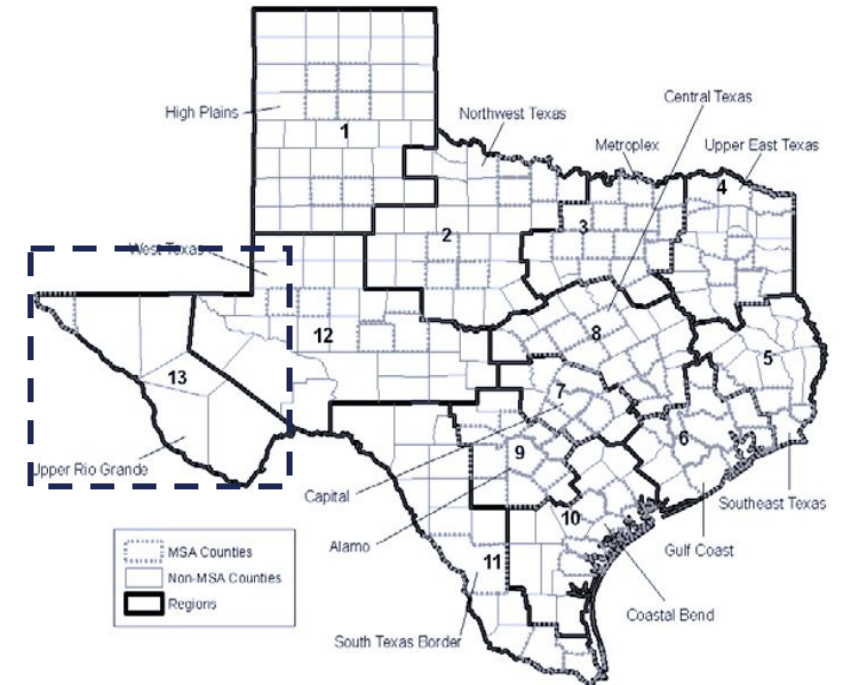 Central Texas
High Plains
Northwest Texas
Metroplex
Upper East Texas
1
4
2
3
West Texas
12
8
5
13
7
6
9
Upper Rio Grande
Capital
10
Southeast Texas
Alamo
Gulf Coast
11
MSA Counties
Non-MSA Counties
Regions
Coastal Bend
South Texas Border